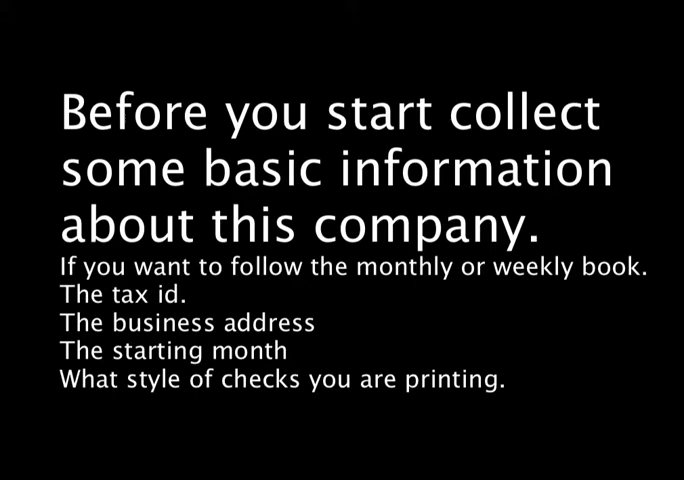 Before you start collect
some basic information
about this company.
If you want to follow the monthly or weekly book.
The tax id.
The business address
The starting month
What style of checks you are printing.